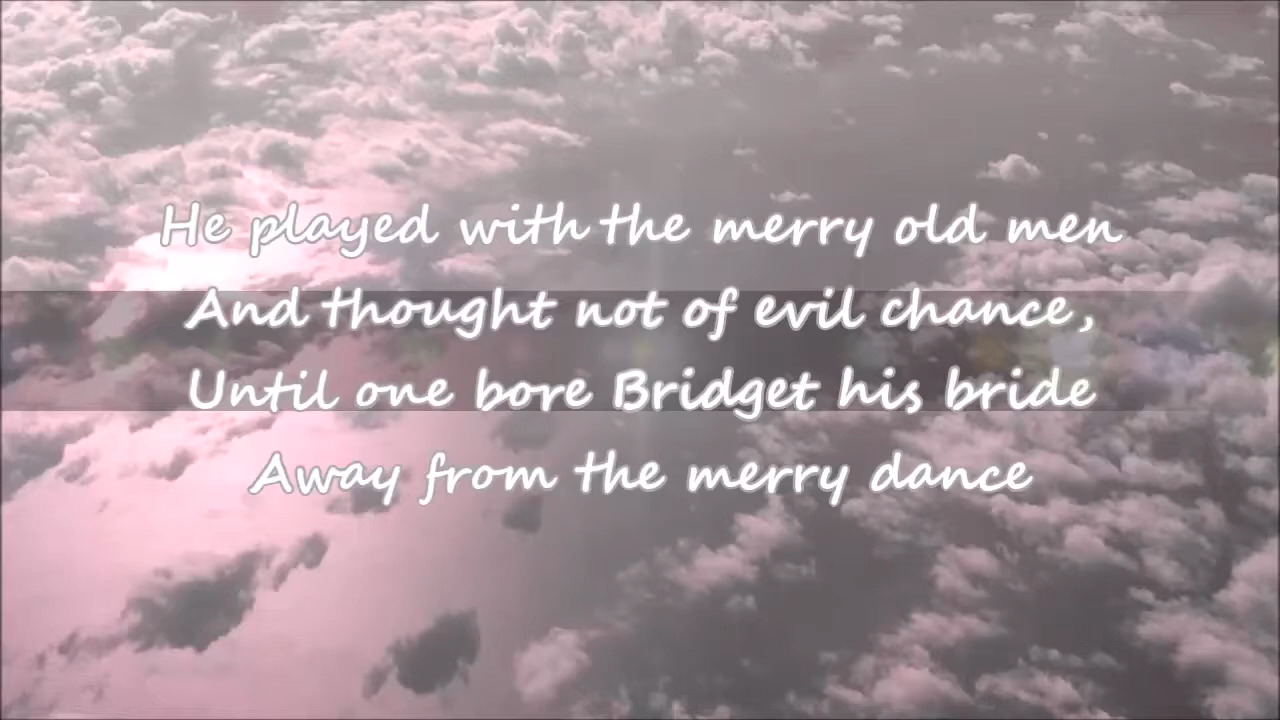 He played with the merry old men
And thought not of evil chance,
Until one bore Bridget his bride
Away from the merry dance